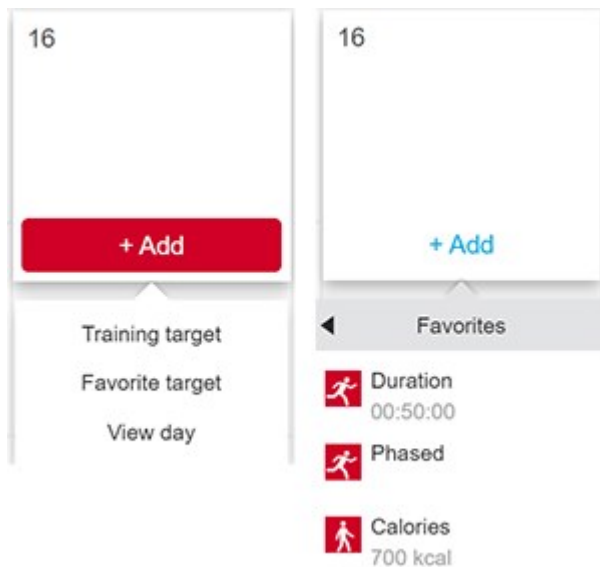 16
+ Add
Training target
Favorite target
View day
16
+ Add
Favorites
Duration
00:50:00
Phased
Calories
700 kcal